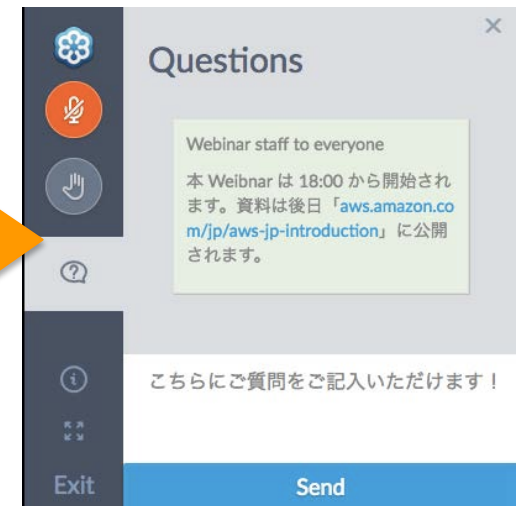 Questions
Webinar staff to everyone
本 Weibnar は 18:00 から開始され
ます。資料は後日「aws.amazon.co
m/jp/aws-jp-introduction」に公開
されます。
こちらにご質問をご記入いただけます！
Exit
Send